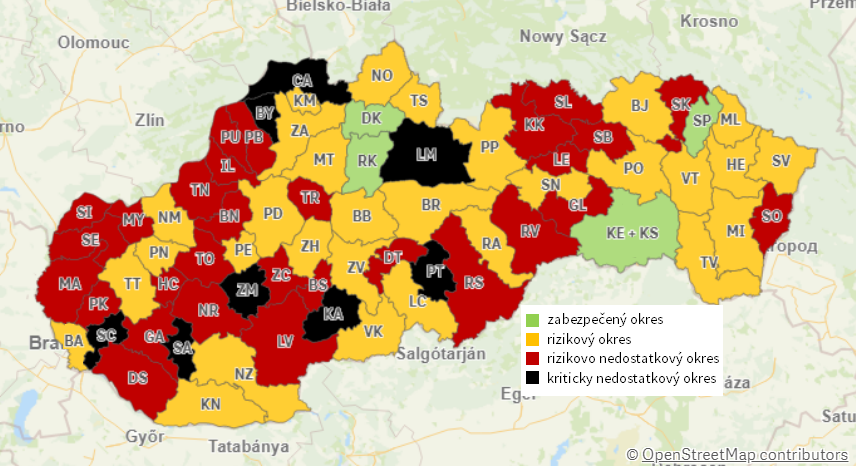 Bielsko-Biała
Przem
Krosno
Olomouc
Nowy Sącz
CA
NO
KM
TS
BY
DK
SL
BJ
SK
SP
ML
Zlín
rno
ZA
KK
SB
PU PB
MT
RK
LM
PP
LE
HE
SV
IL
PO
VT
TN
TR
SN
SI
MY
NM
BN
PD
BB
BR
GL
SO
SE
RV
KE + KS
MI
PN
TO
PE
ZH
RA
город
MA
TT
HC
ZC
BS
ZV
DT
PT
RS
TV
PK
ZM
NR
KA
LC
BA
SC
GA
SA
LV
VK
Bra
Salgótarján
DS
NZ
KN
Eger
áza
Győr
Tatabánya
Satu
zabezpečený okres
rizikový okres
rizikovo nedostatkový okres
kriticky nedostatkový okres
© OpenStreetMap contributors